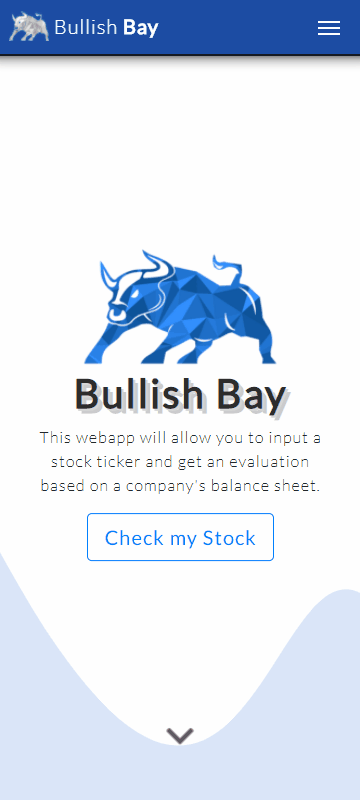 Bullish Bay
Bullish Bay
This webapp will allow you to input a
stock ticker and get an evaluation
based on a company's balance sheet.
Check my Stock